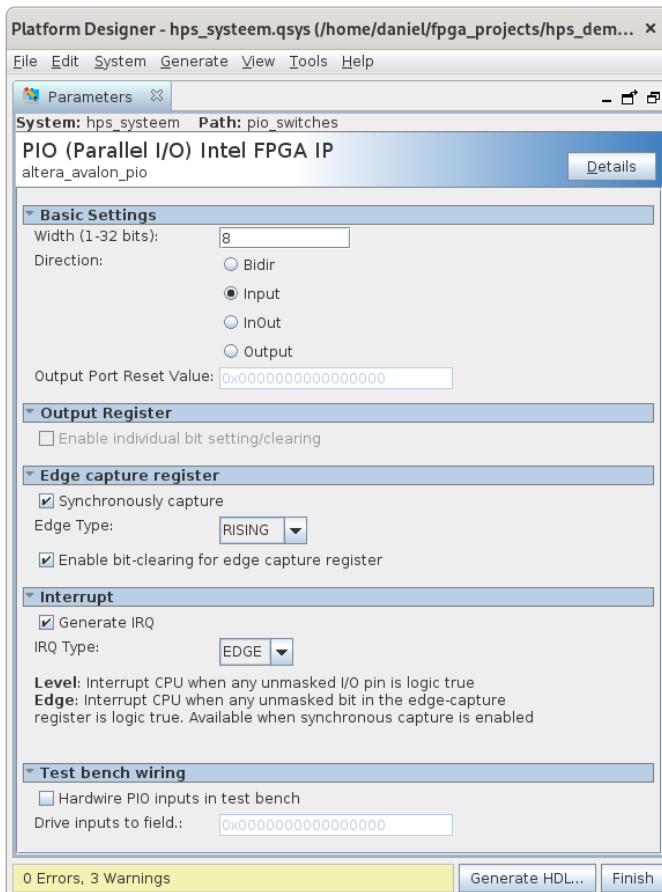 Platform Designer - hps_systeem.qsys (/home/daniel/fpga_projects/hps_dem... ×
File Edit System Generate View Tools Help
Parameters
System: hps_systeem Path: pio_switches
PIO (Parallel I/O) Intel FPGA IP
altera_avalon_pio
Details
Basic Settings
Width (1-32 bits): 8
Direction:
Bidir
Input
InOut
Output
Output Port Reset Value: 0x0000000000000000
Output Register
Enable individual bit setting/clearing
Edge capture register
Synchronously capture
Edge Type: RISING
Enable bit-clearing for edge capture register
Interrupt
Generate IRQ
IRQ Type: EDGE
Level: Interrupt CPU when any unmasked I/O pin is logic true
Edge: Interrupt CPU when any unmasked bit in the edge-capture
register is logic true. Available when synchronous capture is enabled
Test bench wiring
Hardwire PIO inputs in test bench
Drive inputs to field.: 0x0000000000000000
0 Errors, 3 Warnings
Generate HDL... Finish